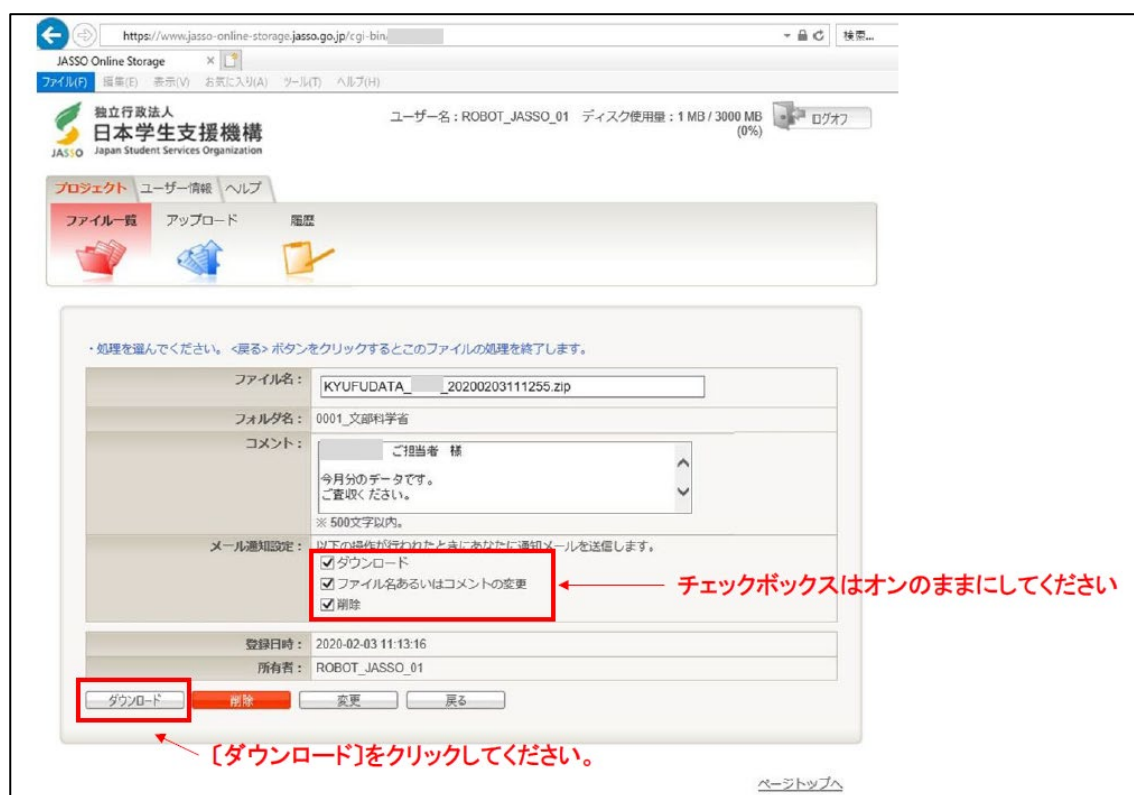 https://www.jasso-online-storage.jasso.go.jp/cgi-bin/
検索...
JASSO Online Storage
ファイル(F) 編集(E) 表示(V) お気に入り(A) ツール(T) ヘルプ(H)
独立行政法人
日本学生支援機構
JASSO Japan Student Services Organization
ユーザー名：ROBOT_JASSO_01 ディスク使用量：1 MB / 3000 MB
(0%)
ログオフ
プロジェクト ユーザー情報 ヘルプ
ファイル一覧 アップロード 履歴
・処理を選んでください。<戻る>ボタンをクリックするとこのファイルの処理を終了します。
ファイル名： KYUFUDATA_ _20200203111255.zip
フォルダ名： 0001_文部科学省
コメント： ご担当者 様
今月分のデータです。
ご査収ください。
※ 500文字以内。
メール通知設定： 以下の操作が行われたときにあなたに通知メールを送信します。
ダウンロード
ファイル名あるいはコメントの変更
削除
チェックボックスはオンのままにしてください
登録日時： 2020-02-03 11:13:16
所有者： ROBOT_JASSO_01
ダウンロード 削除 変更 戻る
〔ダウンロード〕をクリックしてください。
ページトップへ